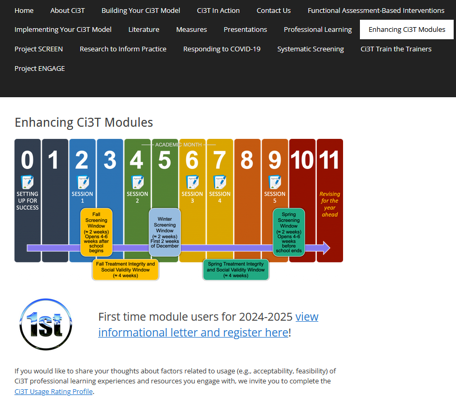 Home About Ci3T Building Your Ci3T Model Ci3T In Action Contact Us Functional Assessment-Based Interventions
Implementing Your Ci3T Model Literature Measures Presentations Professional Learning Enhancing Ci3T Modules
Project SCREEN Research to Inform Practice Responding to COVID-19 Systematic Screening Ci3T Train the Trainers
Project ENGAGE
Enhancing Ci3T Modules
ACADEMIC MONTH
0 1 2 3 4 5 6 7 8 9 10 11
SETTING UP FOR SUCCESS
SESSION 1
SESSION 2
SESSION 3
SESSION 4
SESSION 5
Revising for the year ahead
Fall
Screening
Window
(≈ 2 weeks)
Opens 4-6
weeks after
school
begins
Winter
Screening
Window
(≈ 2 weeks)
First 2 weeks
of December
Spring
Screening
Window
(≈ 2 weeks)
Opens 4-6
weeks
before
school ends
Fall Treatment Integrity and
Social Validity Window
(≈ 4 weeks)
Spring Treatment Integrity
and Social Validity Window
(≈ 4 weeks)
1st
First time module users for 2024-2025 view
informational letter and register here!
If you would like to share your thoughts about factors related to usage (e.g., acceptability, feasibility) of
Ci3T professional learning experiences and resources you engage with, we invite you to complete the
Ci3T Usage Rating Profile.